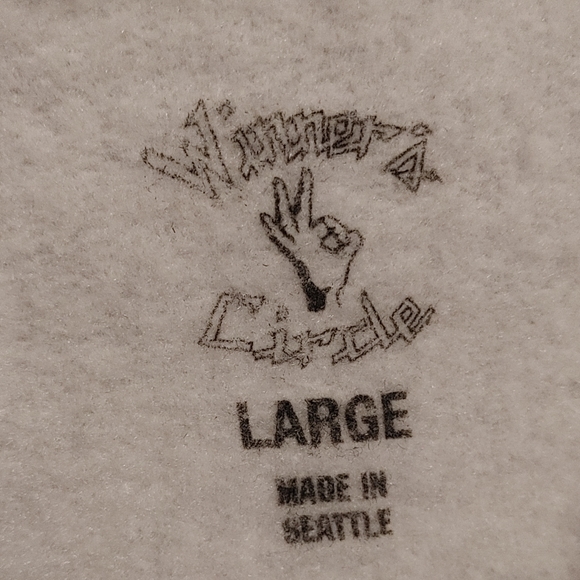 Winner's
Circle
LARGE
MADE IN
SEATTLE